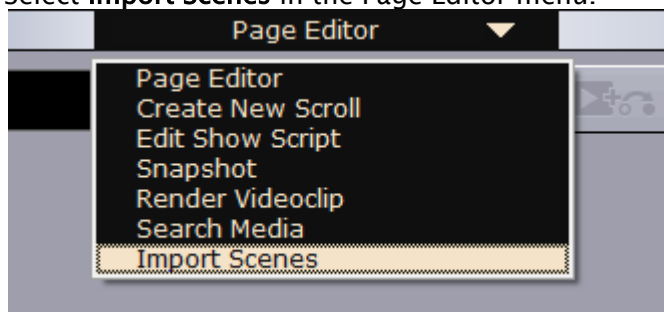 Select Import Scenes in the Page Editor menu.
Page Editor
Page Editor
Create New Scroll
Edit Show Script
Snapshot
Render Videoclip
Search Media
Import Scenes